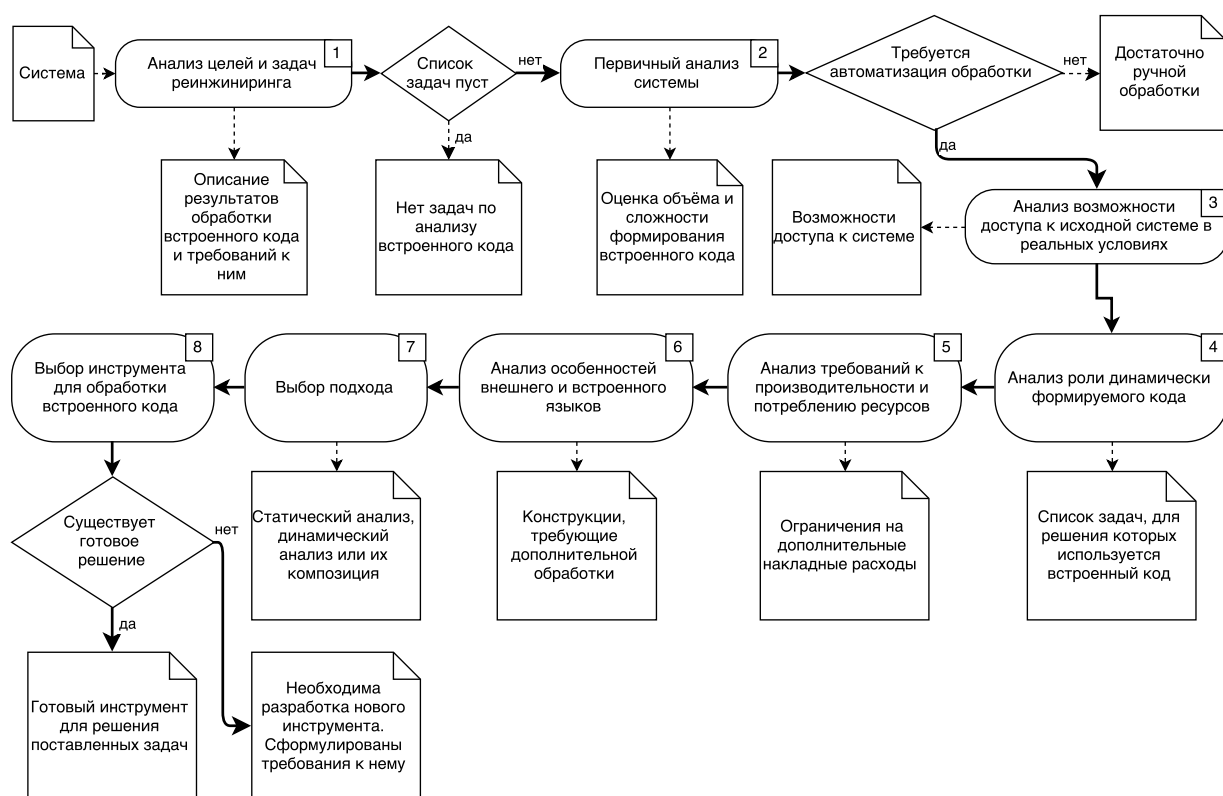 Система
1
Анализ целей и задач
реинжиниринга
Список
задач пуст
нет
да
2
Первичный анализ
системы
Требуется
автоматизация обработки
нет
да
Достаточно
ручной
обработки
Описание
результатов
обработки
встроенного кода
и требований к
ним
Нет задач по
анализу
встроенного кода
Оценка объёма и
сложности
формирования
встроенного кода
Возможности
доступа к системе
3
Анализ возможности
доступа к исходной системе в
реальных условиях
8
Выбор инструмента
для обработки
встроенного кода
7
Выбор подхода
6
Анализ особенностей
внешнего и встроенного
языков
5
Анализ требований к
производительности и
потреблению ресурсов
4
Анализ роли динамически
формируемого кода
Существует
готовое
решение
нет
да
Статический анализ,
динамический
анализ или их
композиция
Конструкции,
требующие
дополнительной
обработки
Ограничения на
дополнительные
накладные расходы
Список задач, для
решения которых
используется
встроенный код
Готовый инструмент
для решения
поставленных задач
Необходима
разработка нового
инструмента.
Сформулированы
требования к нему